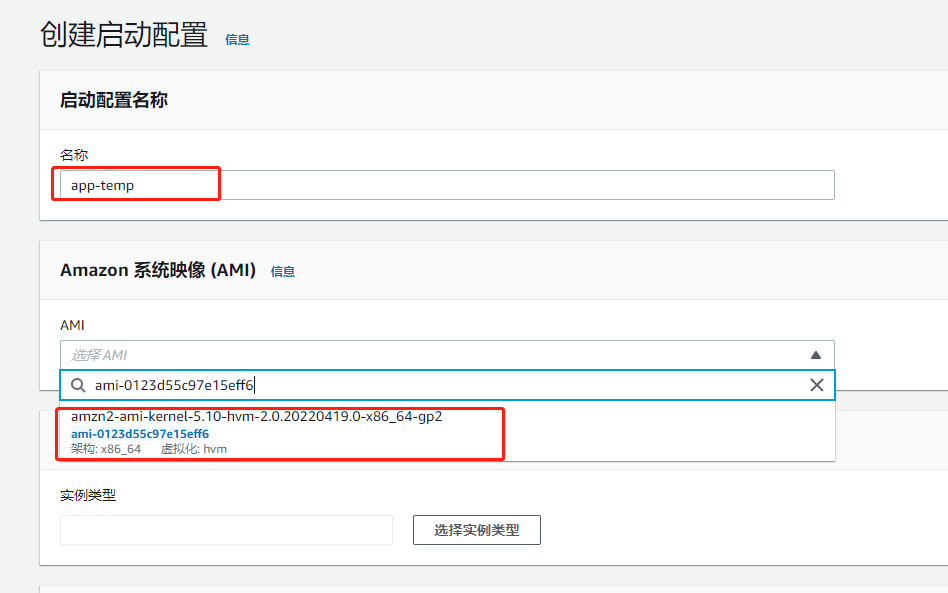 创建启动配置 信息
启动配置名称
名称
app-temp
Amazon 系统映像 (AMI) 信息
AMI
选择 AMI
ami-0123d55c97e15eff6
amzn2-ami-kernel-5.10-hvm-2.0.20220419.0-x86_64-gp2
ami-0123d55c97e15eff6
架构: x86_64 虚拟化: hvm
实例类型
选择实例类型